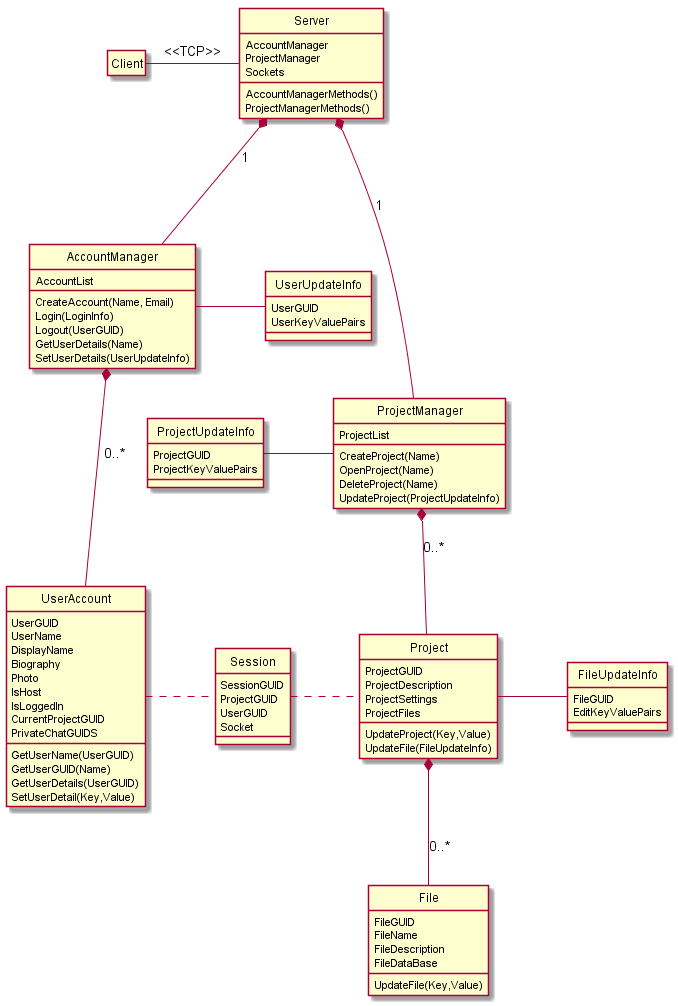 Server
AccountManager
ProjectManager
Sockets
AccountManagerMethods()
ProjectManagerMethods()
Client
<<TCP>>
1
1
AccountManager
AccountList
CreateAccount(Name, Email)
Login(LoginInfo)
Logout(UserGUID)
GetUserDetails(Name)
SetUserDetails(UserUpdateInfo)
UserUpdateInfo
UserGUID
UserKeyValuePairs
ProjectUpdateInfo
ProjectGUID
ProjectKeyValuePairs
ProjectManager
ProjectList
CreateProject(Name)
OpenProject(Name)
DeleteProject(Name)
UpdateProject(ProjectUpdateInfo)
0..*
0..*
UserAccount
UserGUID
UserName
DisplayName
Biography
Photo
IsHost
IsLoggedIn
CurrentProjectGUID
PrivateChatGUIDS
GetUserName(UserGUID)
GetUserGUID(Name)
GetUserDetails(UserGUID)
SetUserDetail(Key,Value)
Session
SessionGUID
ProjectGUID
UserGUID
Socket
Project
ProjectGUID
ProjectDescription
ProjectSettings
ProjectFiles
UpdateProject(Key,Value)
UpdateFile(FileUpdateInfo)
FileUpdateInfo
FileGUID
EditKeyValuePairs
0..*
File
FileGUID
FileName
FileDescription
FileDataBase
UpdateFile(Key,Value)